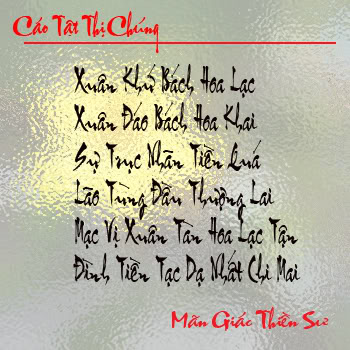 Cáo Tật Thị Chúng
Xuân Khứ Bách Hoa Lạc
Xuân Đáo Bách Hoa Khai
Sự Trục Nhãn Tiền Quá
Lão Tùng Đầu Thượng Lai
Mạc Vị Xuân Tàn Hoa Lạc Tận
Đình Tiền Tạc Dạ Nhất Chi Mai
Mãn Giác Thiền Sư